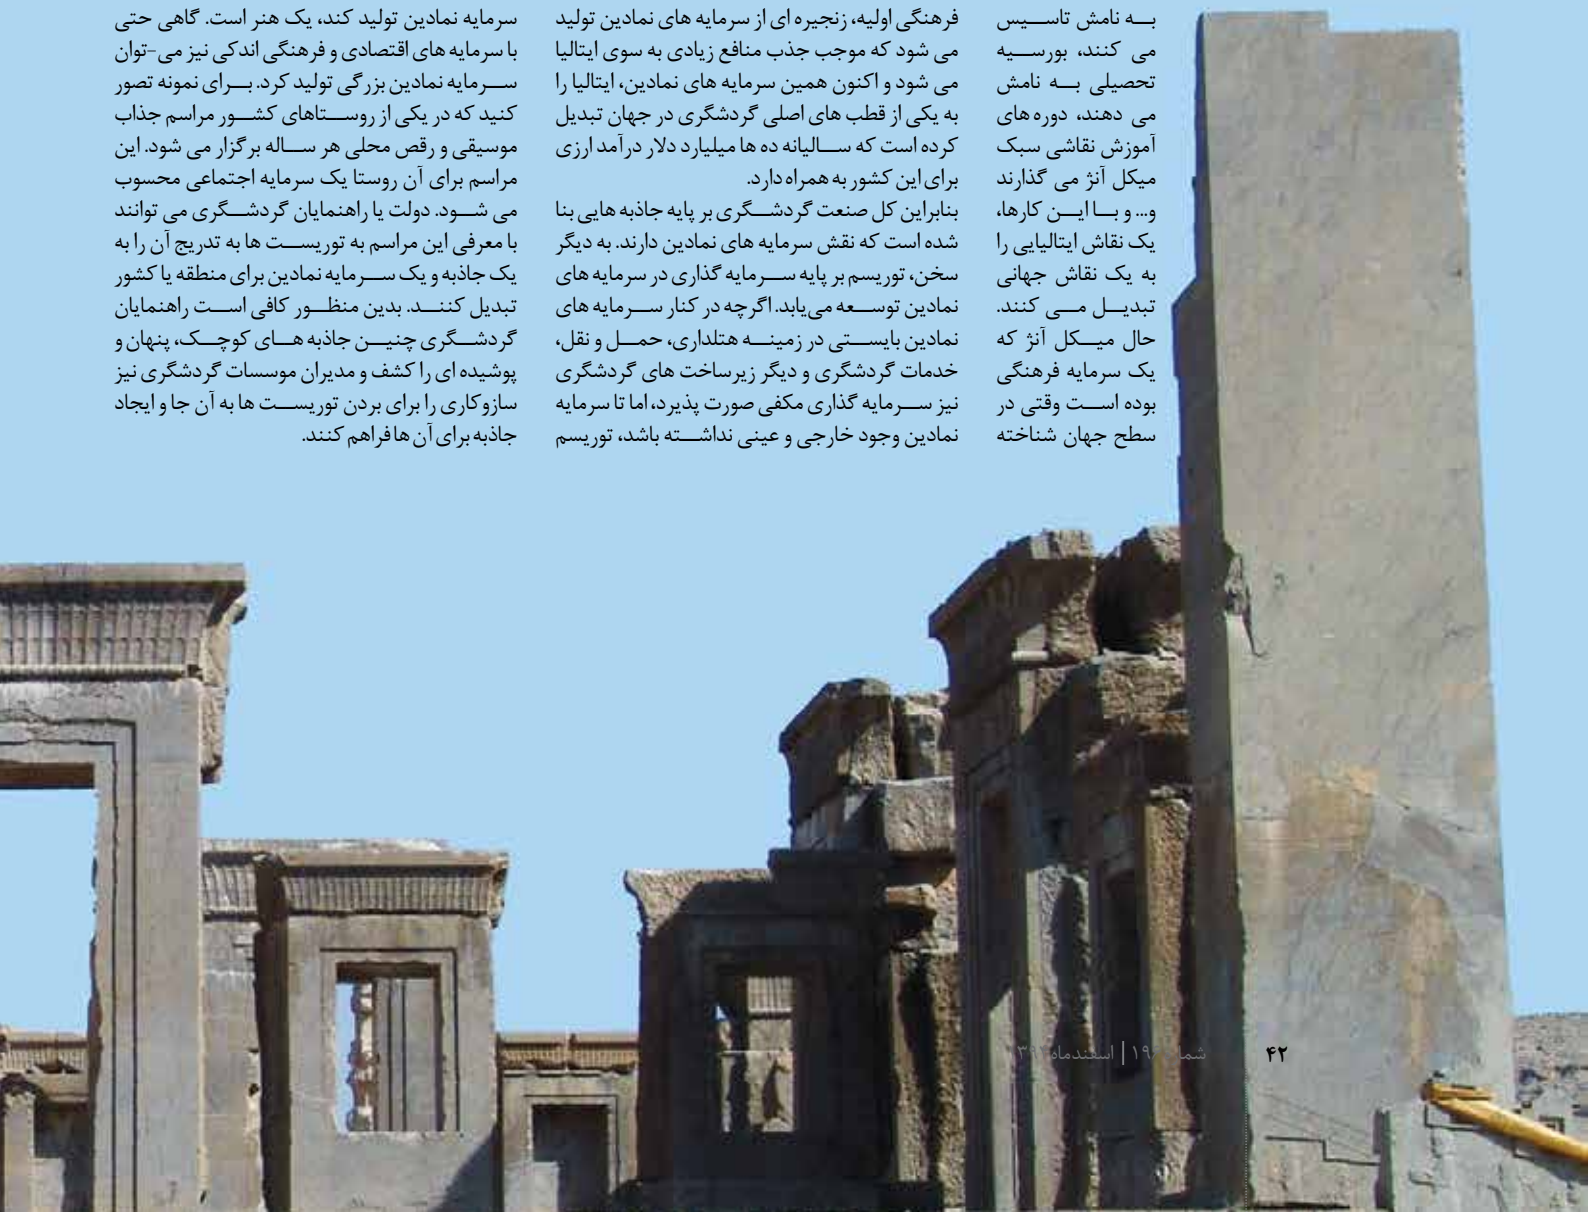 به نامش تاسیس
می کنند، بورسیه
تحصیلی به نامش
می دهند، دوره های
آموزش نقاشی سبک
میکل آنژ می گذارند
و... و با این کارها،
یک نقاش ایتالیایی را
به یک نقاش جهانی
تبدیل می کنند.
حال میکل آنژ که
یک سرمایه فرهنگی
بوده است وقتی در
سطح جهان شناخته
فرهنگی اولیه، زنجیره ای از سرمایه های نمادین تولید
می شود که موجب جذب منافع زیادی به سوی ایتالیا
می شود و اکنون همین سرمایه های نمادین، ایتالیا را
به یکی از قطب های اصلی گردشگری در جهان تبدیل
کرده است که سالیانه ده ها میلیارد دلار درآمد ارزی
برای این کشور به همراه دارد.
بنابراین کل صنعت گردشگری بر پایه جاذبه هایی بنا
شده است که نقش سرمایه های نمادین دارند. به دیگر
سخن، توریسم بر پایه سرمایه گذاری در سرمایه های
نمادین توسعه می‌یابد. اگرچه در کنار سرمایه های
نمادین بایستی در زمینه هتلداری، حمل و نقل،
خدمات گردشگری و دیگر زیرساخت های گردشگری
نیز سرمایه گذاری مکفی صورت پذیرد، اما تا سرمایه
نمادین وجود خارجی و عینی نداشته باشد، توریسم
سرمایه نمادین تولید کند، یک هنر است. گاهی حتی
با سرمایه های اقتصادی و فرهنگی اندکی نیز می-توان
سرمایه نمادین بزرگی تولید کرد. برای نمونه تصور
کنید که در یکی از روستاهای کشور مراسم جذاب
موسیقی و رقص محلی هر ساله برگزار می شود. این
مراسم برای آن روستا یک سرمایه اجتماعی محسوب
می شود. دولت یا راهنمایان گردشگری می توانند
با معرفی این مراسم به توریست ها به تدریج آن را به
یک جاذبه و یک سرمایه نمادین برای منطقه یا کشور
تبدیل کنند. بدین منظور کافی است راهنمایان
گردشگری چنین جاذبه های کوچک، پنهان و
پوشیده ای را کشف و مدیران موسسات گردشگری نیز
سازوکاری را برای بردن توریست ها به آن جا و ایجاد
جاذبه برای آن ها فراهم کنند.
۴۲ | اسفندماه